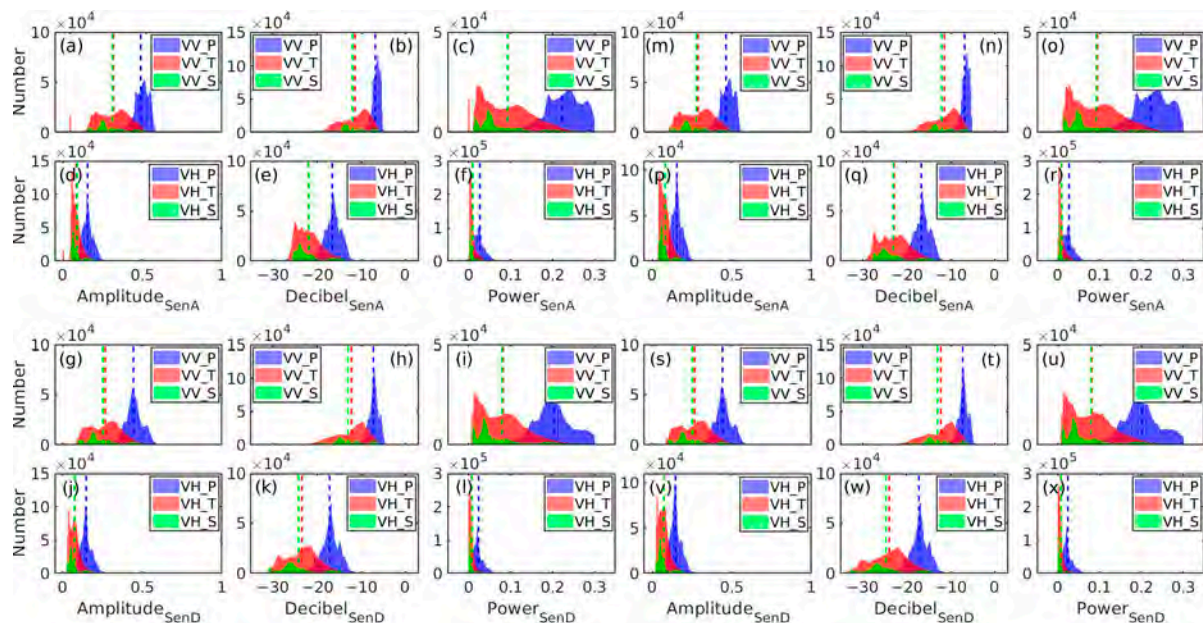 ×10⁴ ×10⁴ ×10⁴ ×10⁴ ×10⁴ ×10⁴
Number 10 5 0 (a) VV_P VV_T VV_S
15 10 5 0 (b) VV_P VV_T VV_S
5 0 (c) VV_P VV_T VV_S
15 10 5 0 (m) VV_P VV_T VV_S
15 10 5 0 (n) VV_P VV_T VV_S
5 0 (o) VV_P VV_T VV_S
×10⁴ ×10⁴ ×10⁵ ×10⁴ ×10⁴ ×10⁵
Number 15 10 5 0 (d) VH_P VH_T VH_S
10 5 0 (e) VH_P VH_T VH_S
3 2 1 0 (f) VH_P VH_T VH_S
10 5 0 (p) VH_P VH_T VH_S
10 5 0 (q) VH_P VH_T VH_S
3 2 1 0 (r) VH_P VH_T VH_S
0 0.5 1 −30 −20 −10 0 0 0.1 0.2 0.3 0 0.5 1 −30 −20 −10 0 0 0.1 0.2 0.3
Amplitude_SenA Decibel_SenA Power_SenA Amplitude_SenA Decibel_SenA Power_SenA
×10⁴ ×10⁴ ×10⁴ ×10⁴ ×10⁴ ×10⁴
Number 10 5 0 (g) VV_P VV_T VV_S
15 10 5 0 (h) VV_P VV_T VV_S
5 0 (i) VV_P VV_T VV_S
10 5 0 (s) VV_P VV_T VV_S
15 10 5 0 (t) VV_P VV_T VV_S
5 0 (u) VV_P VV_T VV_S
×10⁴ ×10⁴ ×10⁵ ×10⁴ ×10⁴ ×10⁵
Number 15 10 5 0 (j) VH_P VH_T VH_S
10 5 0 (k) VH_P VH_T VH_S
3 2 1 0 (l) VH_P VH_T VH_S
10 5 0 (v) VH_P VH_T VH_S
10 5 0 (w) VH_P VH_T VH_S
3 2 1 0 (x) VH_P VH_T VH_S
0 0.5 1 −30 −20 −10 0 0 0.1 0.2 0.3 0 0.5 1 −30 −20 −10 0 0 0.1 0.2 0.3
Amplitude_SenD Decibel_SenD Power_SenD Amplitude_SenD Decibel_SenD Power_SenD